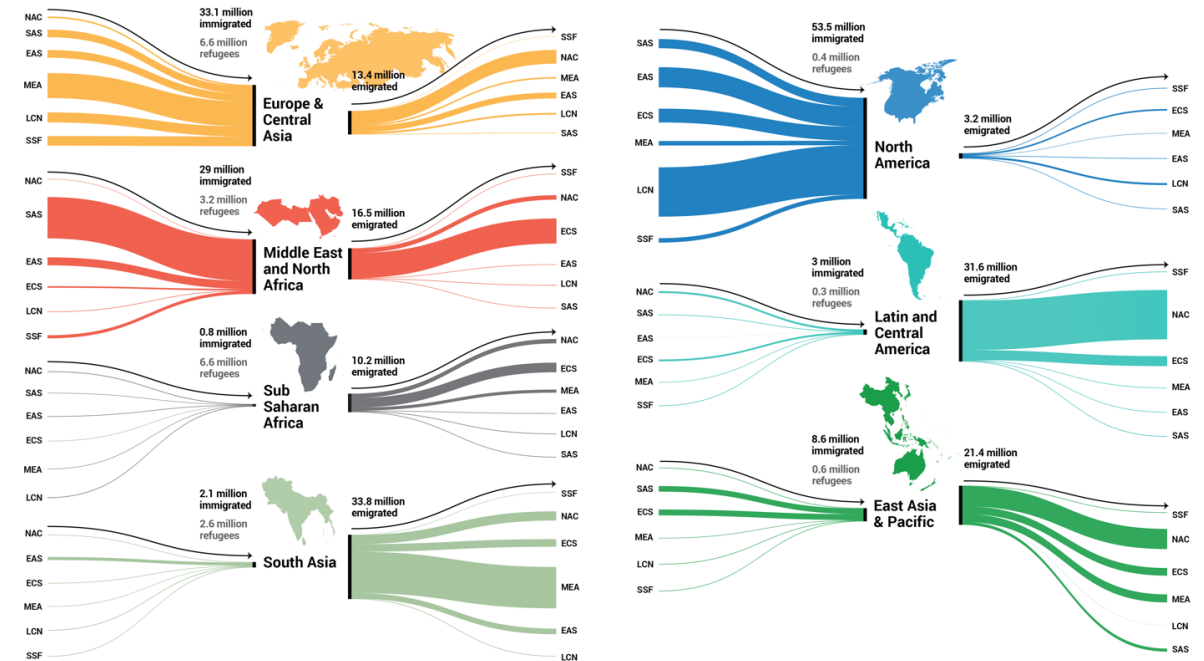 33.1 million
immigrated
6.6 million
refugees
NAC
SAS
EAS
MEA
LCN
SSF
Europe &
Central
Asia
13.4 million
emigrated
SSF
NAC
MEA
EAS
LCN
SAS
29 million
immigrated
3.2 million
refugees
NAC
SAS
EAS
ECS
LCN
SSF
Middle East
and North
Africa
16.5 million
emigrated
SSF
NAC
ECS
EAS
LCN
SAS
0.8 million
immigrated
6.6 million
refugees
NAC
SAS
EAS
ECS
MEA
LCN
Sub
Saharan
Africa
10.2 million
emigrated
NAC
ECS
MEA
EAS
LCN
SAS
2.1 million
immigrated
2.6 million
refugees
NAC
EAS
ECS
MEA
LCN
SSF
South Asia
33.8 million
emigrated
SSF
NAC
ECS
MEA
EAS
LCN
53.5 million
immigrated
0.4 million
refugees
SAS
EAS
ECS
MEA
LCN
SSF
North
America
3.2 million
emigrated
SSF
ECS
MEA
EAS
LCN
SAS
3 million
immigrated
0.3 million
refugees
NAC
SAS
EAS
ECS
MEA
SSF
Latin and
Central
America
31.6 million
emigrated
SSF
NAC
ECS
MEA
EAS
SAS
8.6 million
immigrated
0.6 million
refugees
NAC
SAS
ECS
MEA
LCN
SSF
East Asia
& Pacific
21.4 million
emigrated
SSF
NAC
ECS
MEA
LCN
SAS